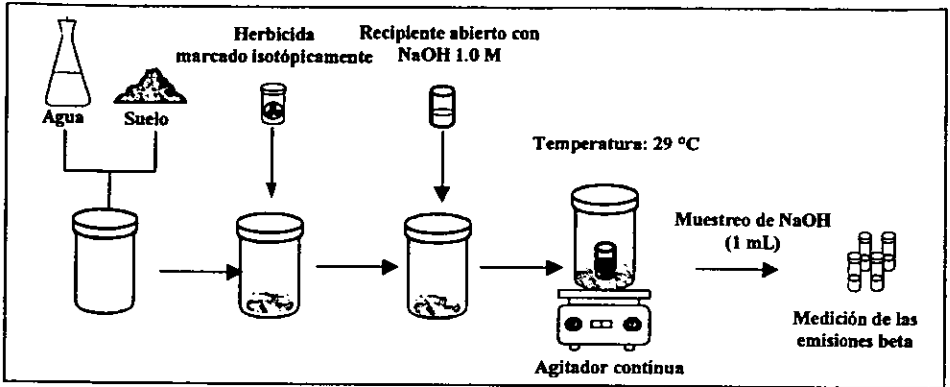 Herbicida
marcado isotópicamente
Recipiente abierto con
NaOH 1.0 M
Agua
Suelo
Temperatura: 29 °C
Muestreo de NaOH
(1 mL)
Medición de las
emisiones beta
Agitador contínua